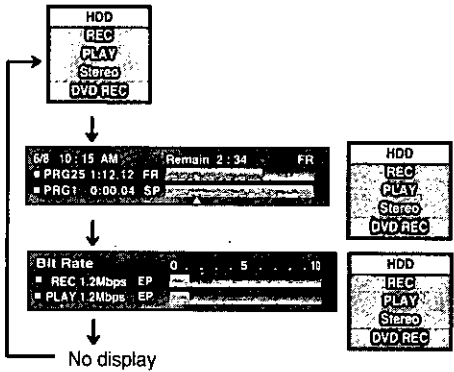 HDD
REC
PLAY
Stereo
DVD REC
6/8 10:15 AM Remain 2:34 FR
PRG25 1:12.12 FR
PRG1 0:00.04 SP
HDD
REC
PLAY
Stereo
DVD REC
Bit Rate 0 . . . . 5 . . . . 10
REC 1.2Mbps EP
PLAY 1.2Mbps EP
HDD
REC
PLAY
Stereo
DVD REC
No display